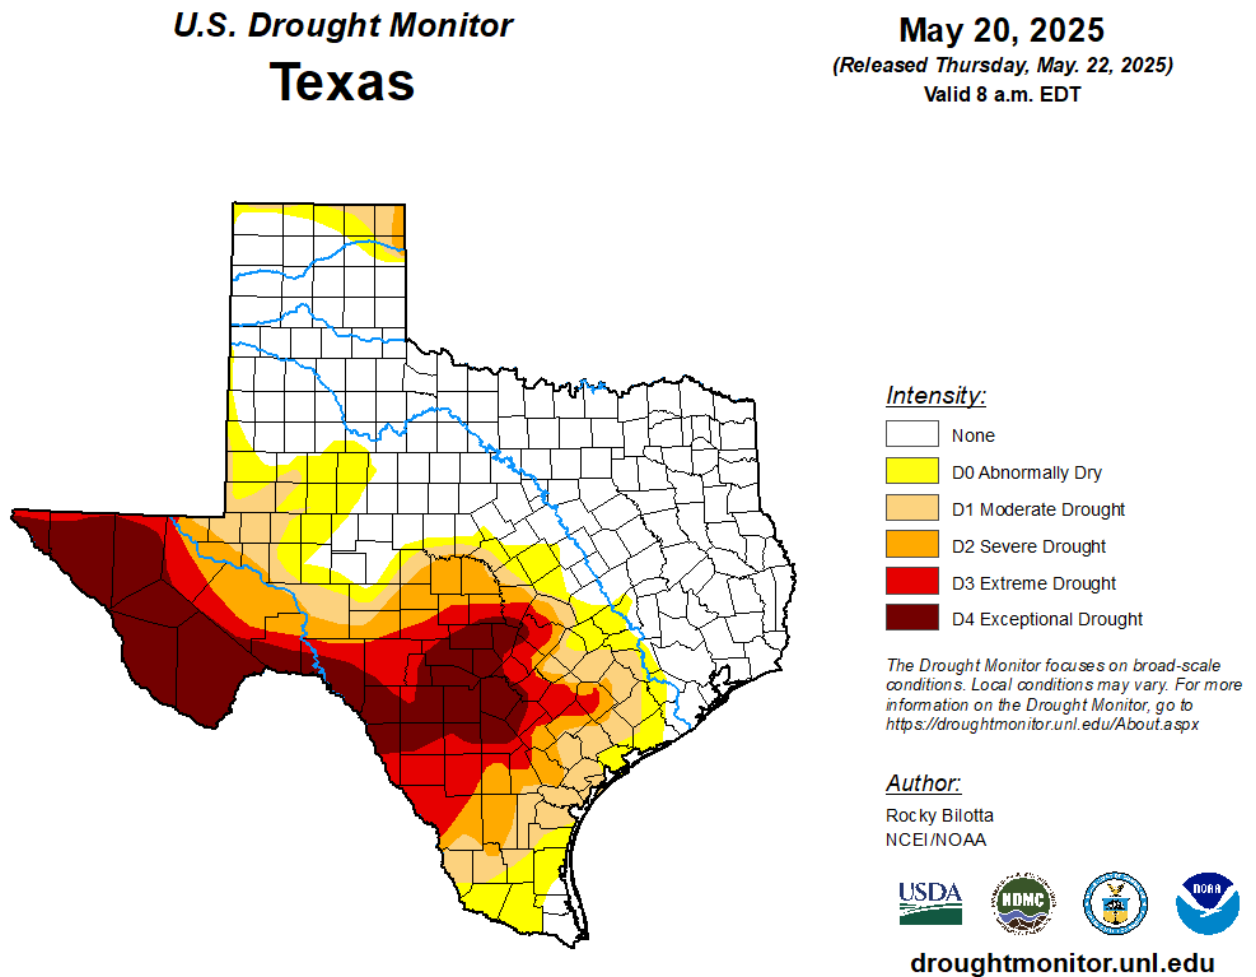 U.S. Drought Monitor
Texas
May 20, 2025
(Released Thursday, May. 22, 2025)
Valid 8 a.m. EDT
Intensity:
None
D0 Abnormally Dry
D1 Moderate Drought
D2 Severe Drought
D3 Extreme Drought
D4 Exceptional Drought
The Drought Monitor focuses on broad-scale
conditions. Local conditions may vary. For more
information on the Drought Monitor, go to
https://droughtmonitor.unl.edu/About.aspx
Author:
Rocky Bilotta
NCEI/NOAA
USDA
NDMC
NOAA
droughtmonitor.unl.edu